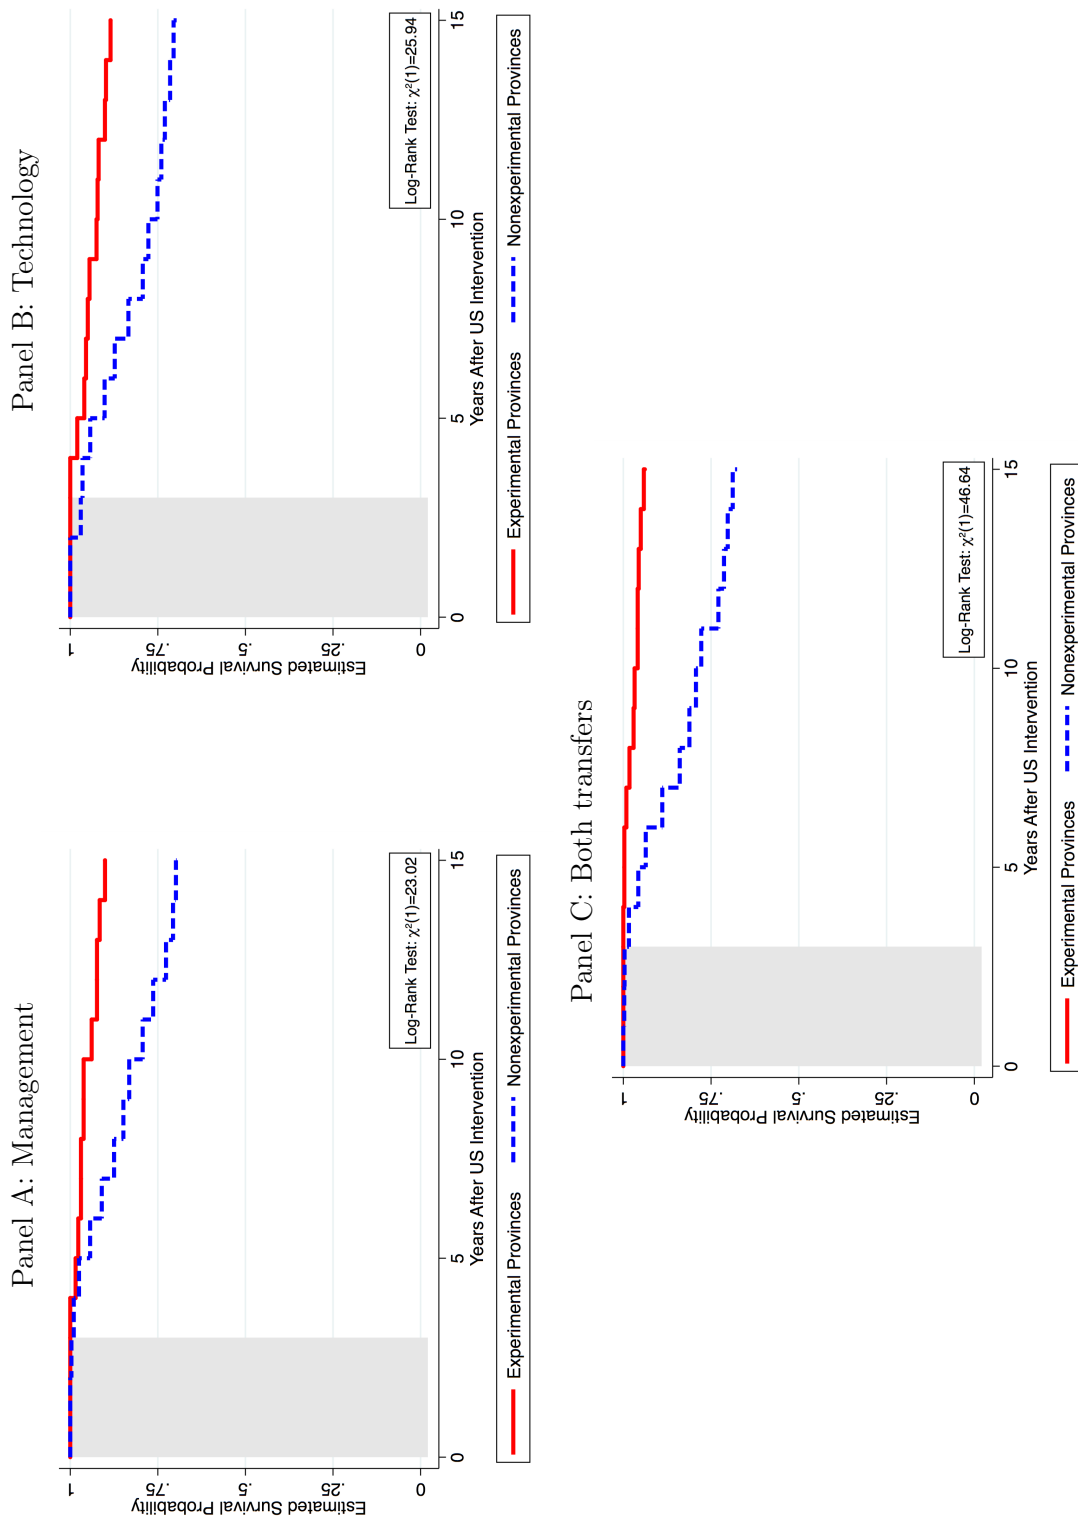 Panel A: Management
Estimated Survival Probability
1
.75
.5
.25
0
0
5
10
15
Years After US Intervention
Log-Rank Test: χ²(1)=23.02
Experimental Provinces
Nonexperimental Provinces
Panel B: Technology
Estimated Survival Probability
1
.75
.5
.25
0
0
5
10
15
Years After US Intervention
Log-Rank Test: χ²(1)=25.94
Experimental Provinces
Nonexperimental Provinces
Panel C: Both transfers
Estimated Survival Probability
1
.75
.5
.25
0
0
5
10
15
Years After US Intervention
Log-Rank Test: χ²(1)=46.64
Experimental Provinces
Nonexperimental Provinces